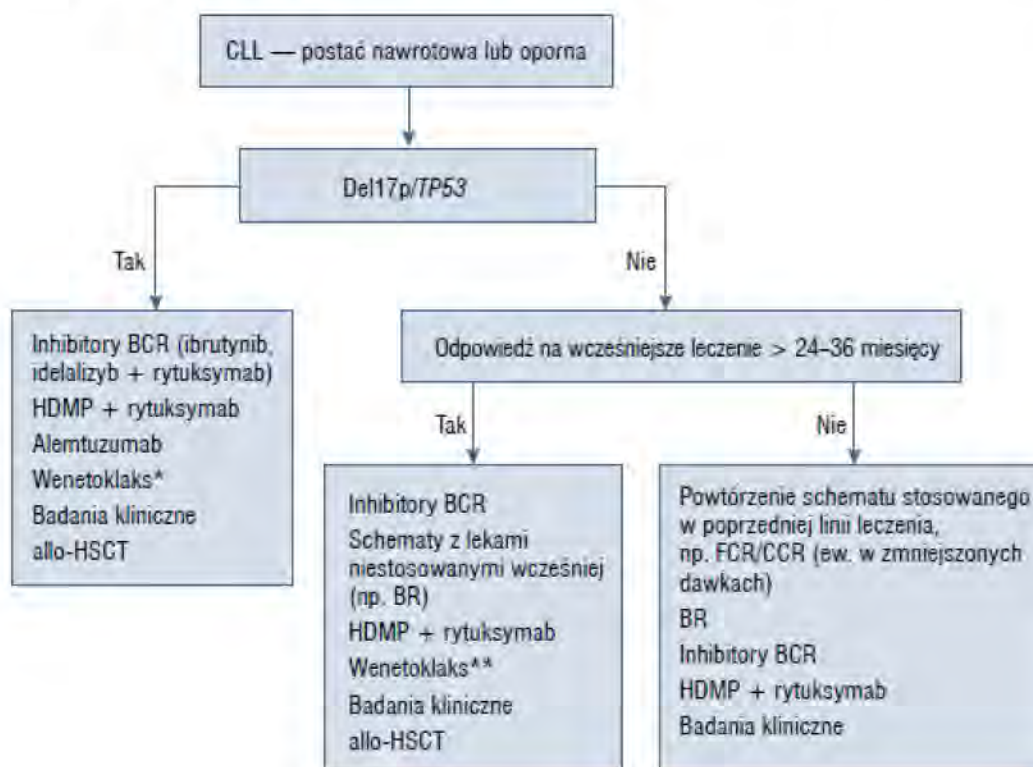 CLL — postać nawrotowa lub oporna
Del17p/TP53
Tak
Nie
Inhibitory BCR (ibrutynib,
idelalizyb + rytuksymab)
HDMP + rytuksymab
Alemtuzumab
Wenetoklaks*
Badania kliniczne
allo-HSCT
Odpowiedź na wcześniejsze leczenie > 24–36 miesięcy
Tak
Nie
Inhibitory BCR
Schematy z lekami
niestosowanymi wcześniej
(np. BR)
HDMP + rytuksymab
Wenetoklaks**
Badania kliniczne
allo-HSCT
Powtórzenie schematu stosowanego
w poprzedniej linii leczenia,
np. FCR/CCR (ew. w zmniejszonych
dawkach)
BR
Inhibitory BCR
HDMP + rytuksymab
Badania kliniczne